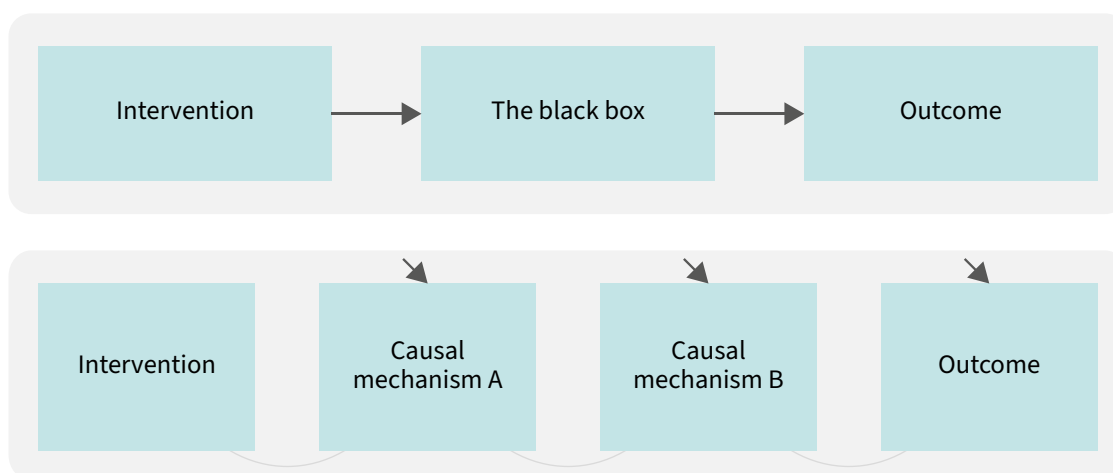 Intervention
The black box
Outcome
Intervention
Causal
mechanism A
Causal
mechanism B
Outcome